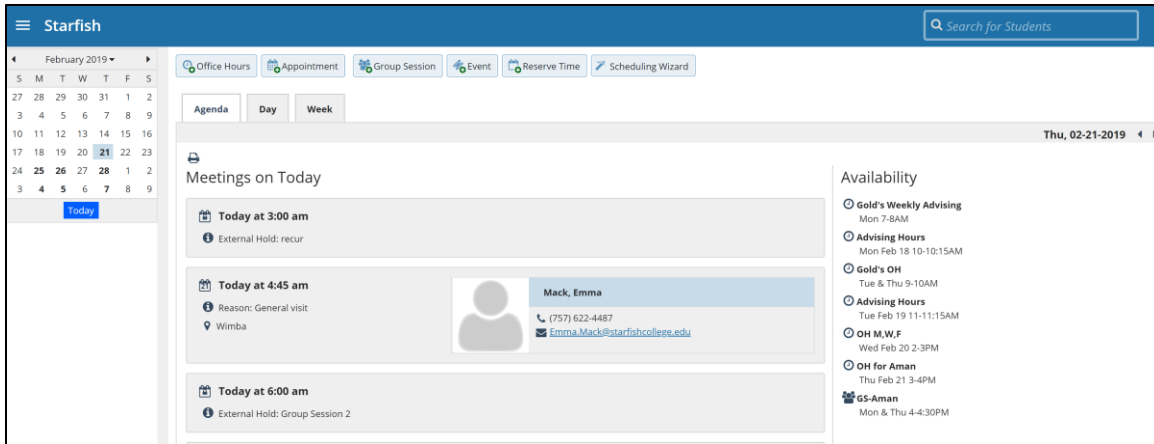 Starfish
Search for Students
February 2019
S M T W T F S
27 28 29 30 31 1 2
3 4 5 6 7 8 9
10 11 12 13 14 15 16
17 18 19 20 21 22 23
24 25 26 27 28 1 2
3 4 5 6 7 8 9
Today
Office Hours Appointment Group Session Event Reserve Time Scheduling Wizard
Agenda Day Week
Thu, 02-21-2019
Meetings on Today
Today at 3:00 am
External Hold: recur
Today at 4:45 am
Reason: General visit
Wimba
Mack, Emma
(757) 622-4487
Emma.Mack@starfishcollege.edu
Today at 6:00 am
External Hold: Group Session 2
Availability
Gold's Weekly Advising
Mon 7-8AM
Advising Hours
Mon Feb 18 10-10:15AM
Gold's OH
Tue & Thu 9-10AM
Advising Hours
Tue Feb 19 11-11:15AM
OH M,W,F
Wed Feb 20 2-3PM
OH for Aman
Thu Feb 21 3-4PM
GS-Aman
Mon & Thu 4-4:30PM